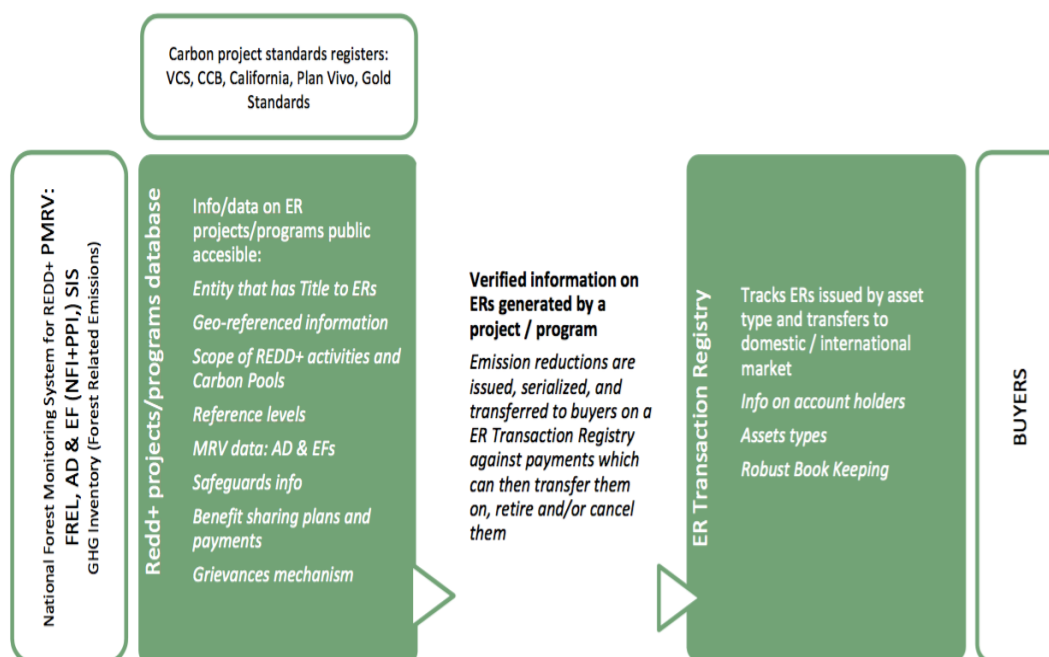 Carbon project standards registers:
VCS, CCB, California, Plan Vivo, Gold
Standards
National Forest Monitoring System for REDD+ PMRV:
FREL, AD & EF (NFI+PPI,) SIS
GHG Inventory (Forest Related Emissions)
Redd+ projects/programs database
Info/data on ER
projects/programs public
accesible:
Entity that has Title to ERs
Geo-referenced information
Scope of REDD+ activities and
Carbon Pools
Reference levels
MRV data: AD & EFs
Safeguards info
Benefit sharing plans and
payments
Grievances mechanism
Verified information on
ERs generated by a
project / program
Emission reductions are
issued, serialized, and
transferred to buyers on a
ER Transaction Registry
against payments which
can then transfer them
on, retire and/or cancel
them
ER Transaction Registry
Tracks ERs issued by asset
type and transfers to
domestic / international
market
Info on account holders
Assets types
Robust Book Keeping
BUYERS